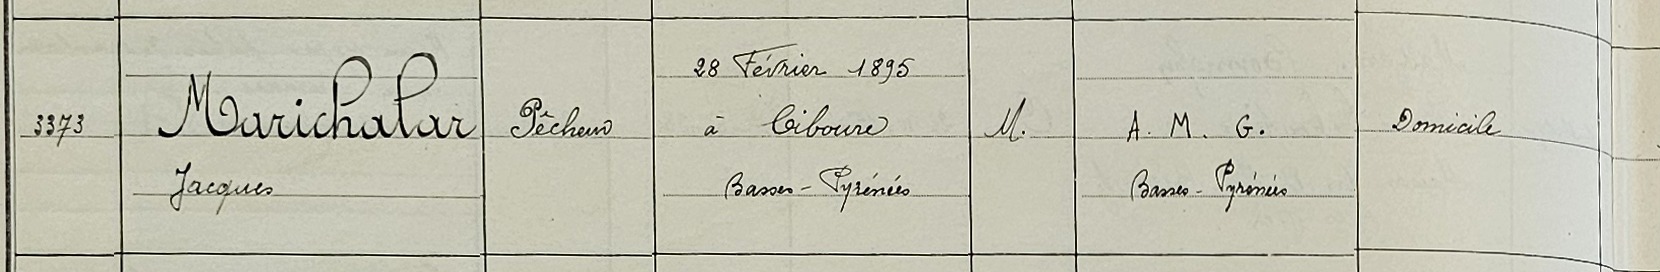 3373
Marichalar
Jacques
Pêcheur
28 Février 1895
à Ciboure
Basses-Pyrénées
M.
A. M. G.
Basses-Pyrénées
Domicile